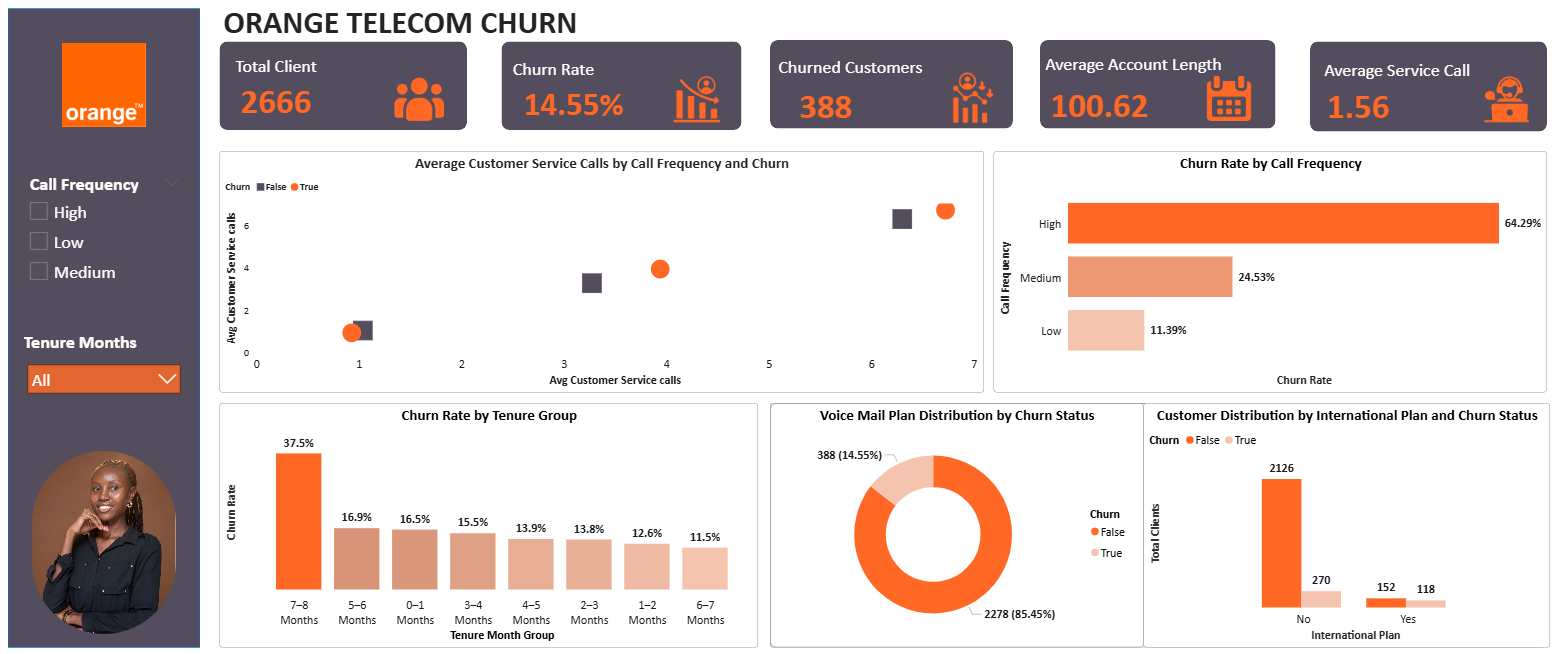 ORANGE TELECOM CHURN
orange™
Call Frequency
High
Low
Medium
Tenure Months
All
Total Client
2666
Churn Rate
14.55%
Churned Customers
388
Average Account Length
100.62
Average Service Call
1.56
Average Customer Service Calls by Call Frequency and Churn
Churn False True
Avg Customer Service calls
6
4
2
0
0 1 2 3 4 5 6 7
Avg Customer Service calls
Churn Rate by Call Frequency
Call Frequency
High 64.29%
Medium 24.53%
Low 11.39%
Churn Rate
Churn Rate by Tenure Group
Churn Rate
37.5% 16.9% 16.5% 15.5% 13.9% 13.8% 12.6% 11.5%
7–8 5–6 0–1 3–4 4–5 2–3 1–2 6–7
Months Months Months Months Months Months Months Months
Tenure Month Group
Voice Mail Plan Distribution by Churn Status
388 (14.55%)
2278 (85.45%)
Churn
False
True
Customer Distribution by International Plan and Churn Status
Churn False True
Total Clients
2126
270
152
118
No Yes
International Plan